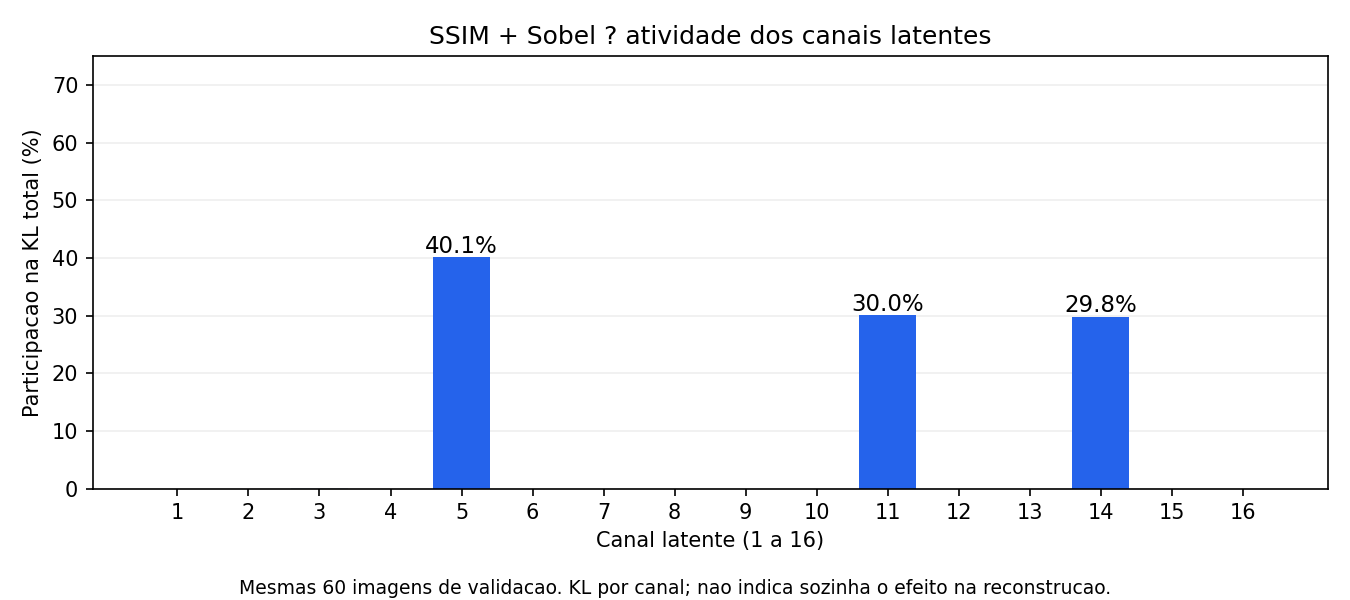 SSIM + Sobel ? atividade dos canais latentes
Participacao na KL total (%)
70
60
50
40
30
20
10
0
40.1%
30.0%
29.8%
1 2 3 4 5 6 7 8 9 10 11 12 13 14 15 16
Canal latente (1 a 16)
Mesmas 60 imagens de validacao. KL por canal; nao indica sozinha o efeito na reconstrucao.